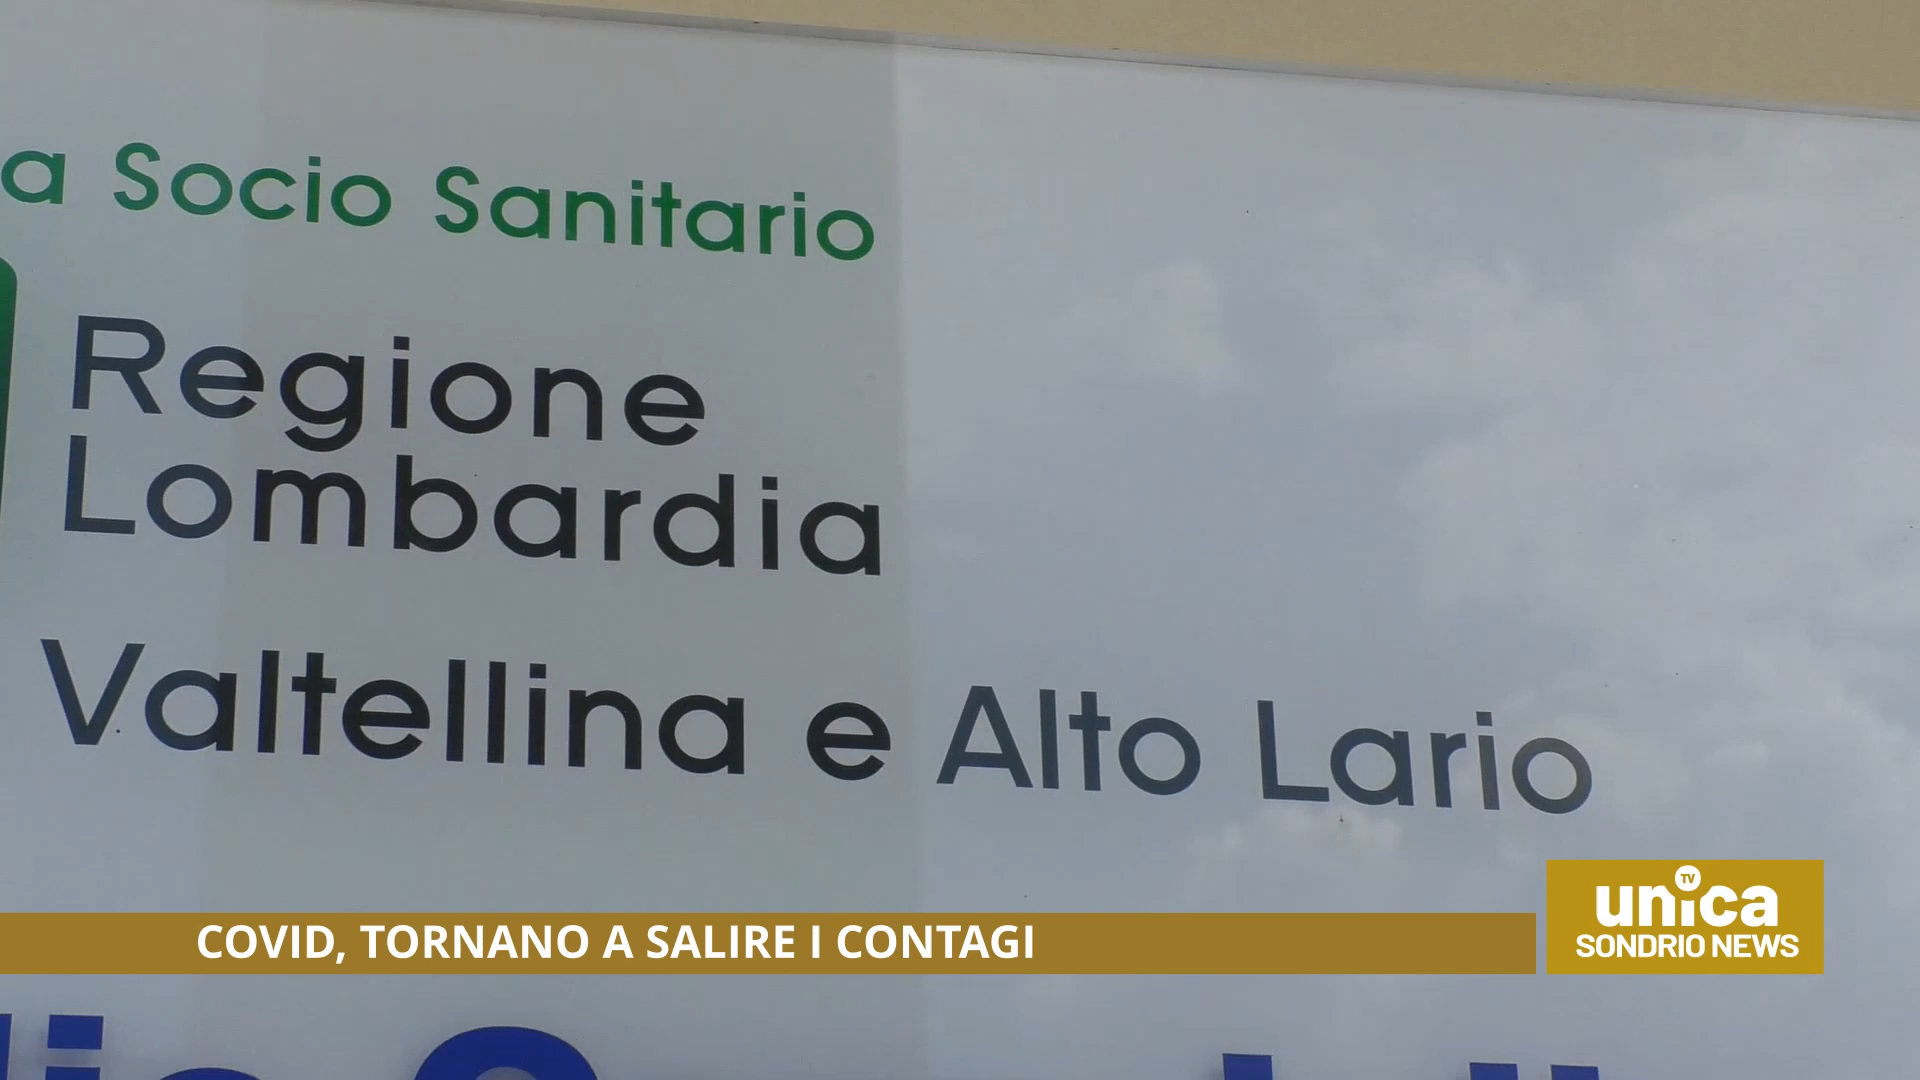 a Socio Sanitario
Regione
Lombardia
Valtellina e Alto Lario
COVID, TORNANO A SALIRE I CONTAGI
unica TV
SONDRIO NEWS